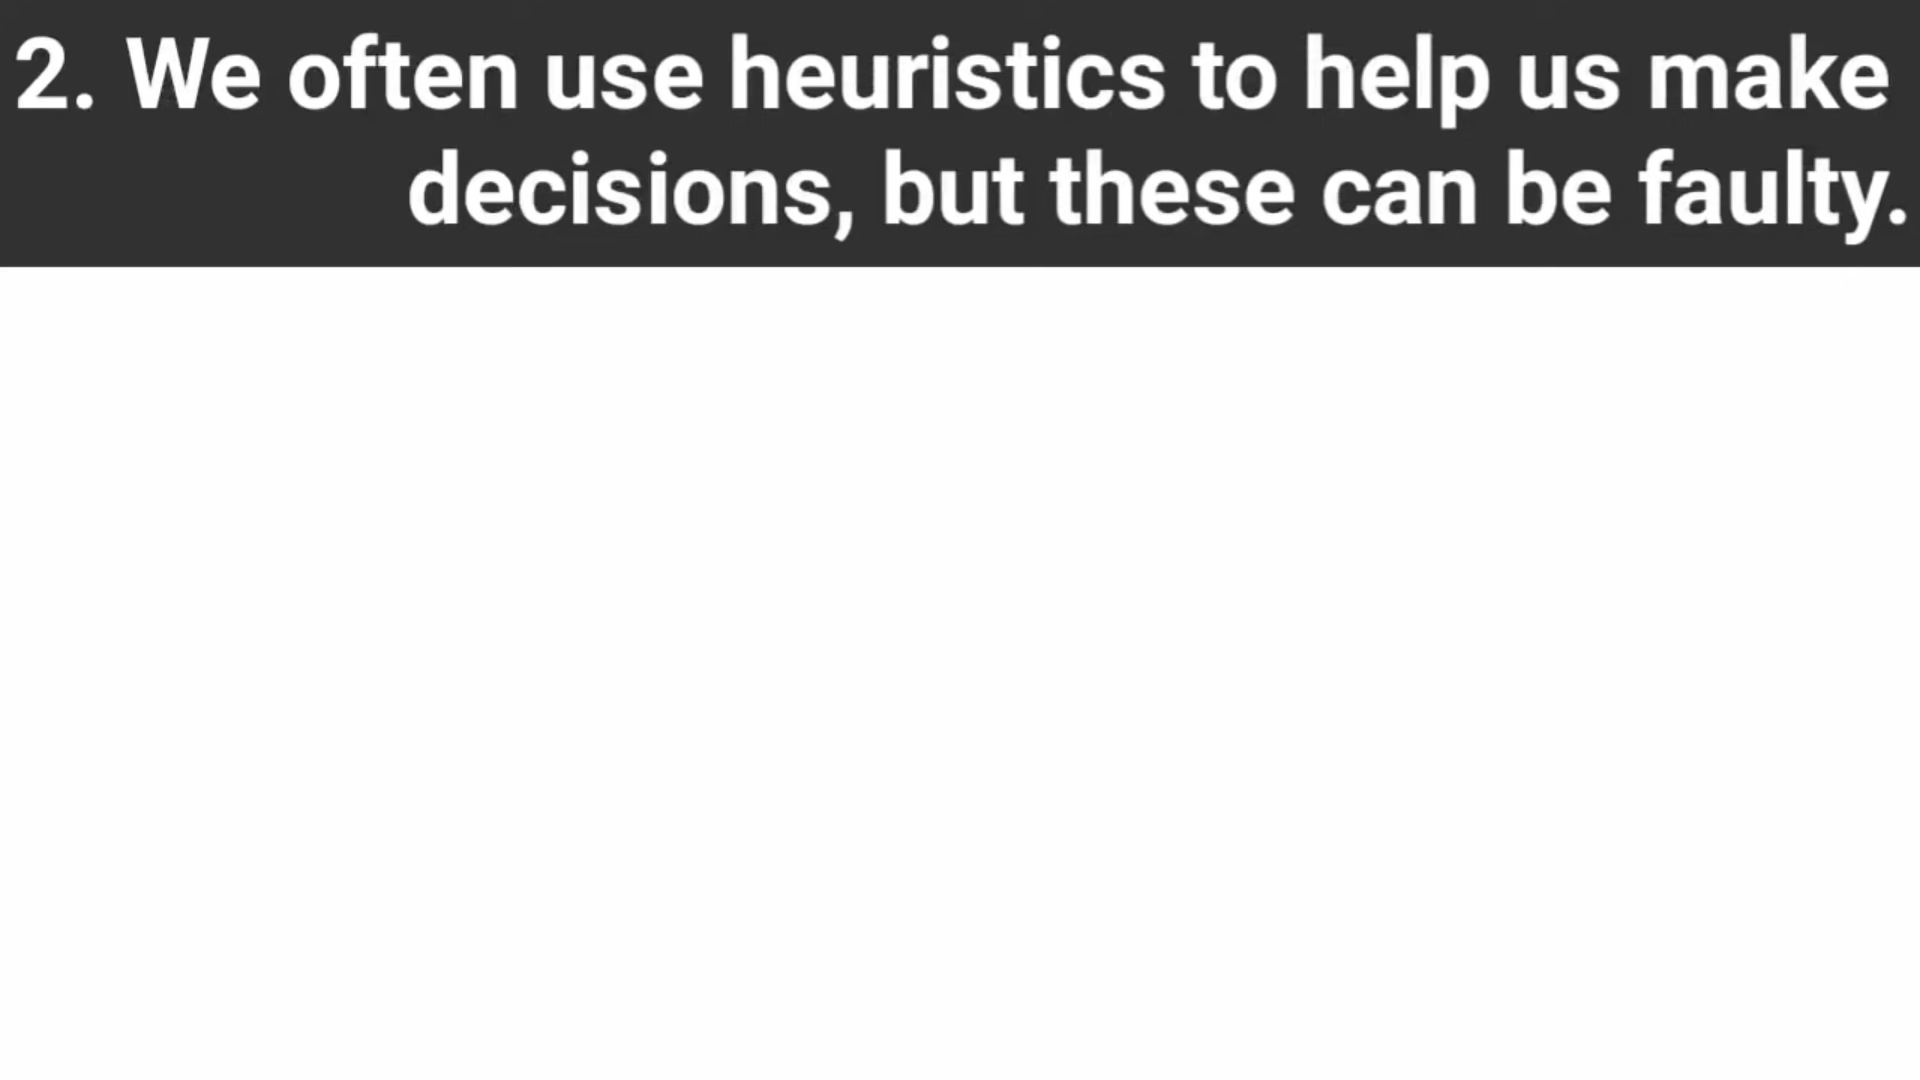 2. We often use heuristics to help us make
decisions, but these can be faulty.